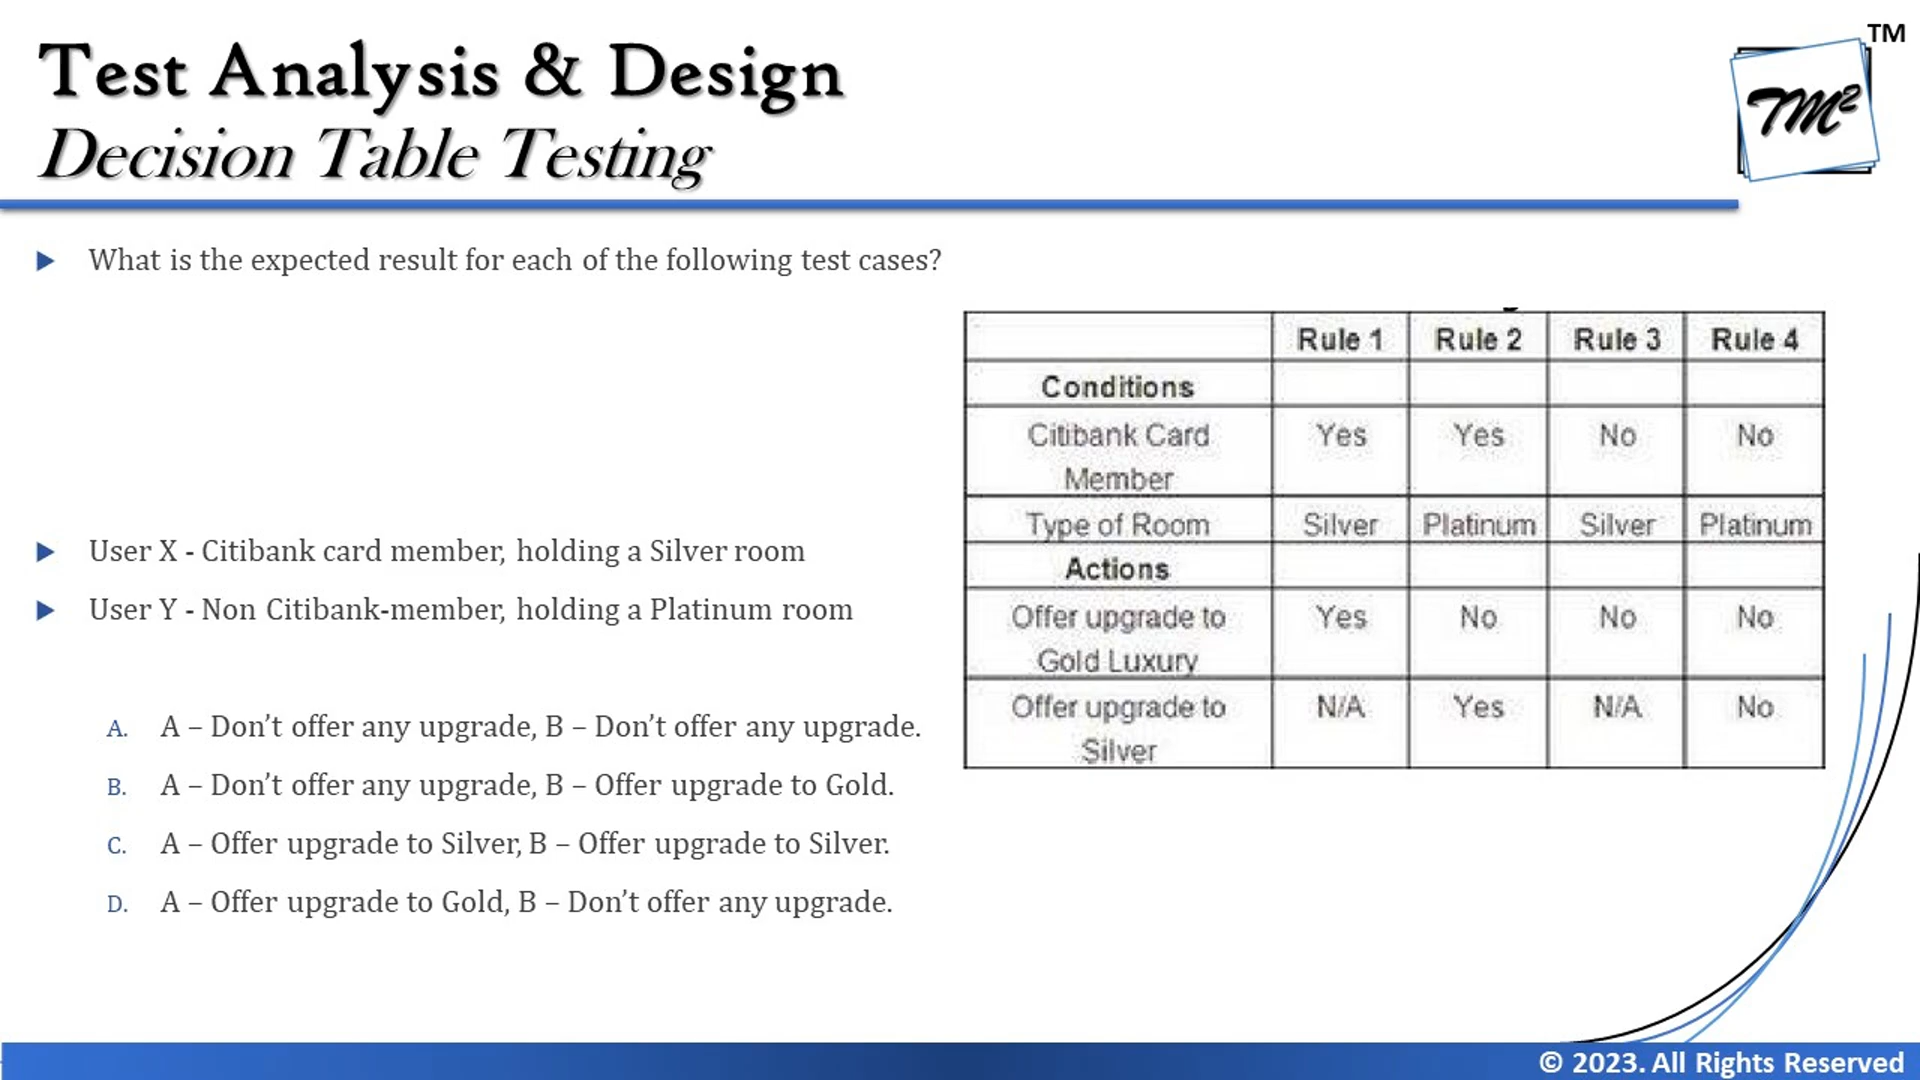 Test Analysis & Design
Decision Table Testing
TM
TM²
What is the expected result for each of the following test cases?
User X - Citibank card member, holding a Silver room
User Y - Non Citibank-member, holding a Platinum room
A. A – Don’t offer any upgrade, B – Don’t offer any upgrade.
B. A – Don’t offer any upgrade, B – Offer upgrade to Gold.
C. A – Offer upgrade to Silver, B – Offer upgrade to Silver.
D. A – Offer upgrade to Gold, B – Don’t offer any upgrade.
Rule 1 Rule 2 Rule 3 Rule 4
Conditions
Citibank Card Yes Yes No No
Member
Type of Room Silver Platinum Silver Platinum
Actions
Offer upgrade to Yes No No No
Gold Luxury
Offer upgrade to N/A Yes N/A No
Silver
© 2023. All Rights Reserved